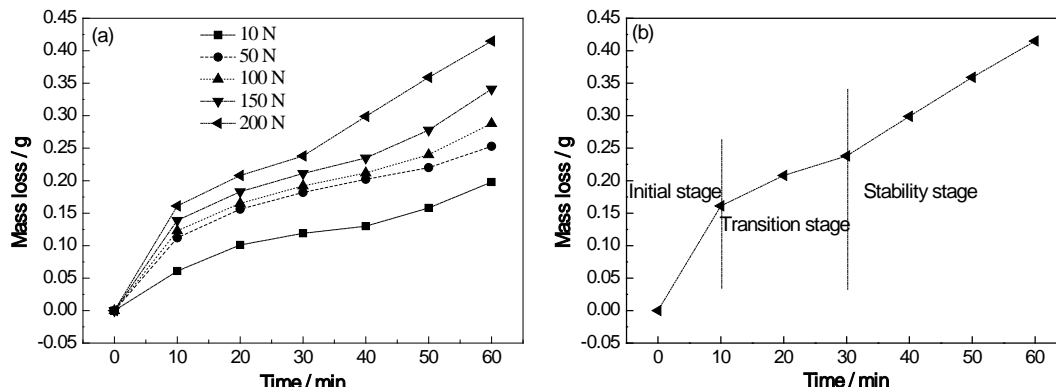 (a)
10 N
50 N
100 N
150 N
200 N
0.45
0.40
0.35
0.30
0.25
0.20
0.15
0.10
0.05
0.00
-0.05
Mass loss / g
0 10 20 30 40 50 60
Time / min
(b)
0.45
0.40
0.35
0.30
0.25
0.20
0.15
0.10
0.05
0.00
-0.05
Mass loss / g
Initial stage
Transition stage
Stability stage
0 10 20 30 40 50 60
Time / min